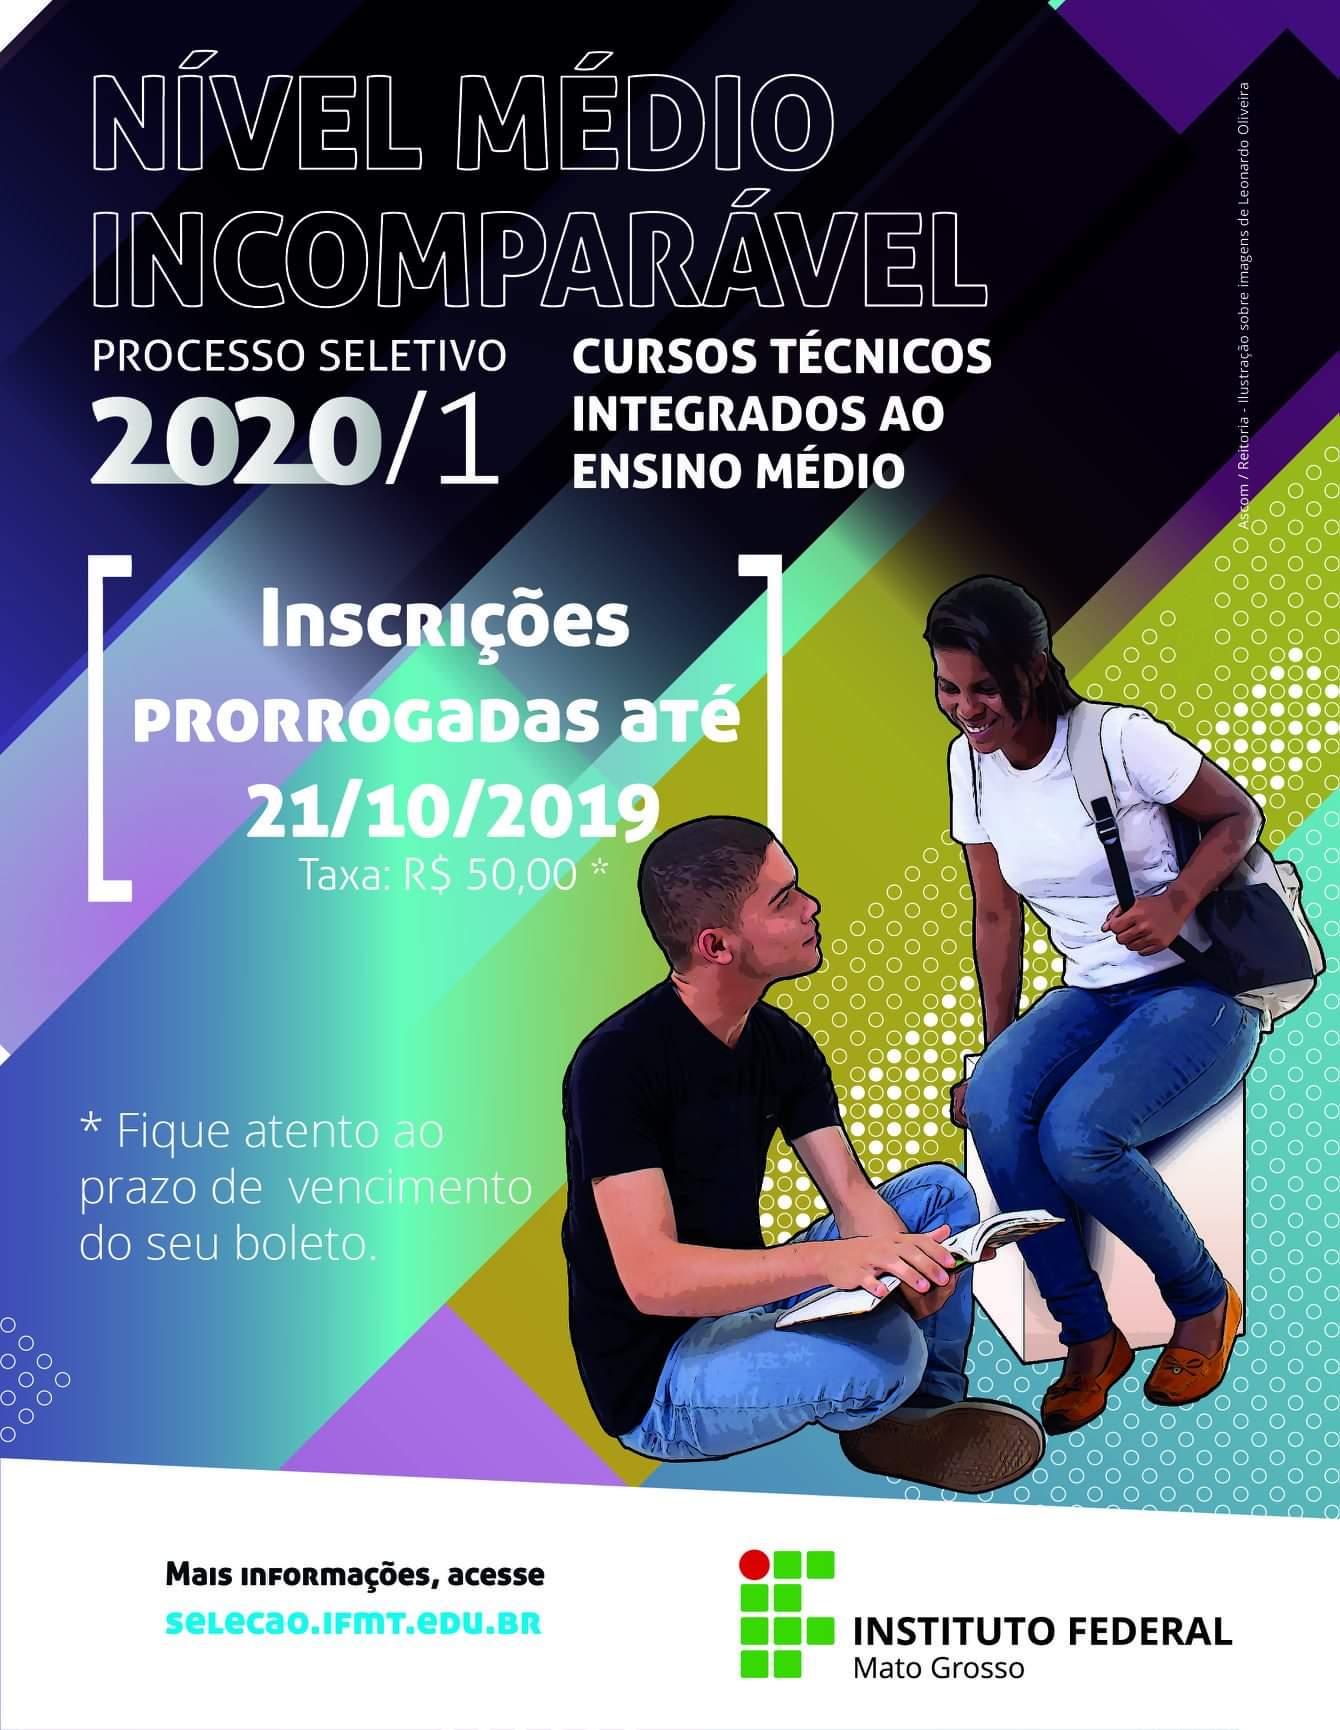 NÍVEL MÉDIO
INCOMPARÁVEL
PROCESSO SELETIVO
2020/1
CURSOS TÉCNICOS
INTEGRADOS AO
ENSINO MÉDIO
Inscrições
prorrogadas até
21/10/2019
Taxa: R$ 50,00 *
* Fique atento ao
prazo de vencimento
do seu boleto.
Ascom / Reitoria - Ilustração sobre imagens de Leonardo Oliveira
Mais informações, acesse
selecao.ifmt.edu.br
INSTITUTO FEDERAL
Mato Grosso